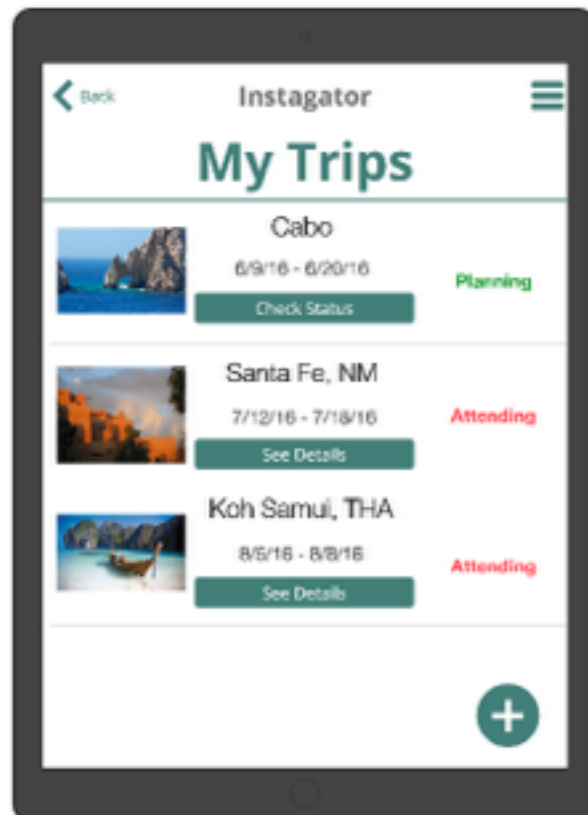 Back
Instagator
My Trips
Cabo
6/9/16 - 6/20/16
Check Status
Planning
Santa Fe, NM
7/12/16 - 7/18/16
See Details
Attending
Koh Samui, THA
8/5/16 - 8/8/16
See Details
Attending